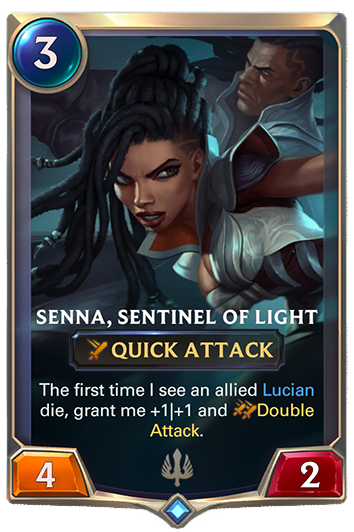 3
SENNA, SENTINEL OF LIGHT
QUICK ATTACK
The first time I see an allied Lucian
die, grant me +1|+1 and Double
Attack.
4
2